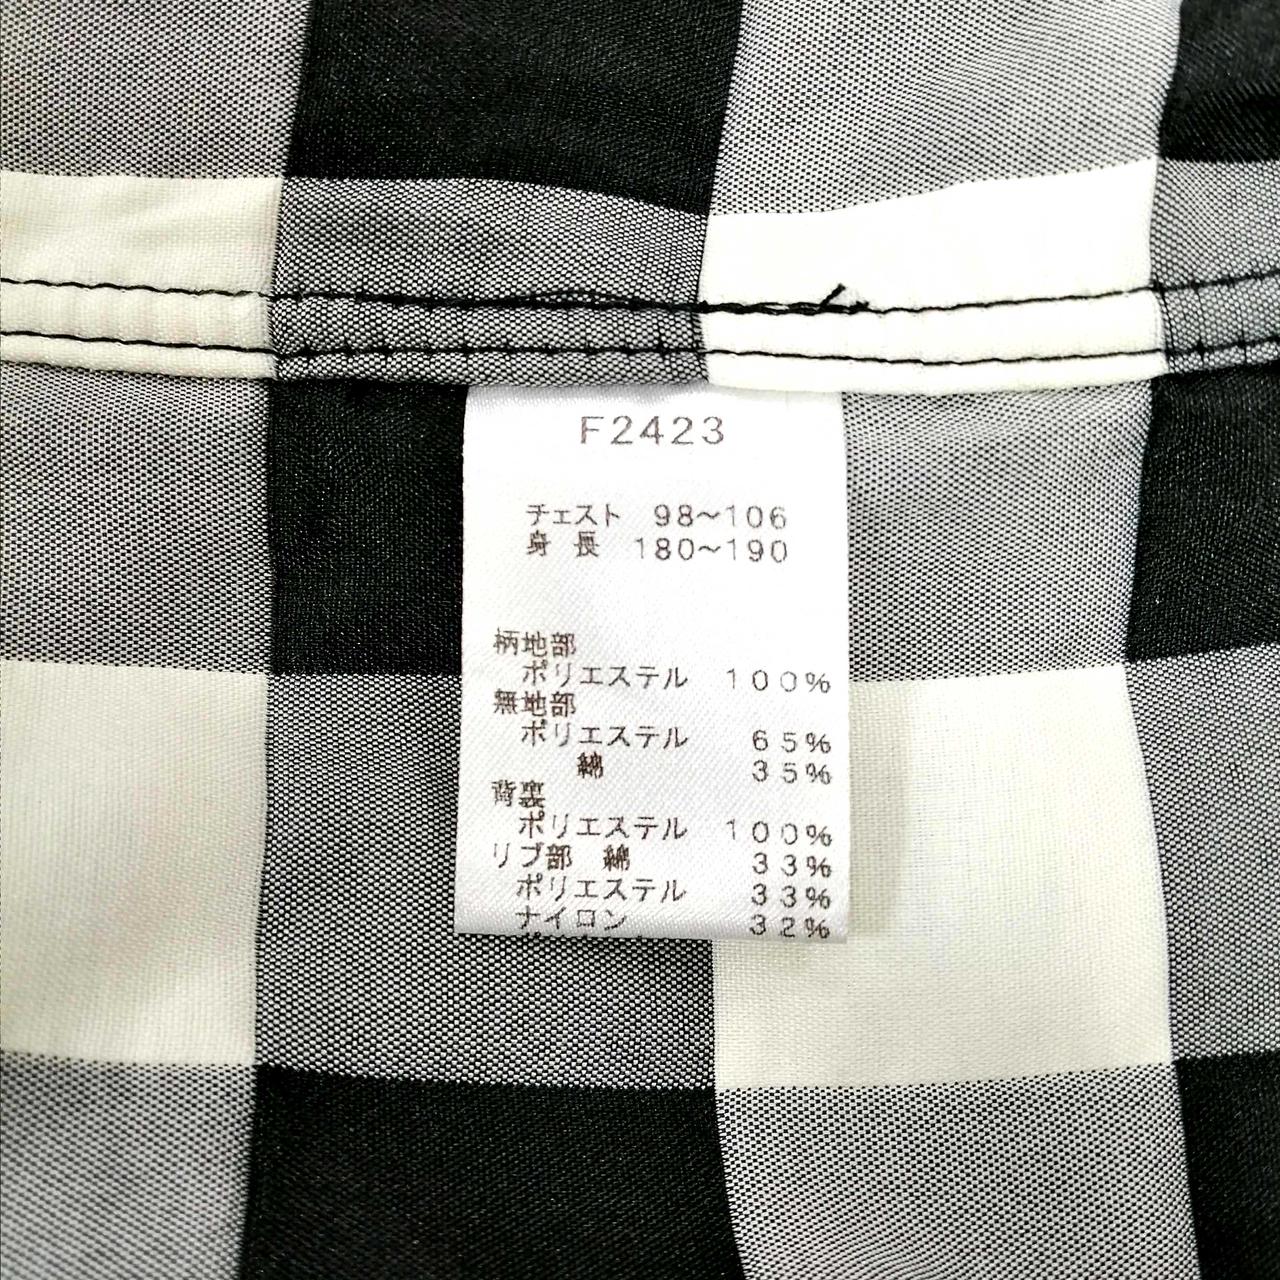 F2423
チェスト 98~106
身 長 180~190
柄地部
ポリエステル 100%
無地部
ポリエステル 65%
綿 35%
背裏
ポリエステル 100%
リブ部 綿 33%
ポリエステル 33%
ナイロン 32%